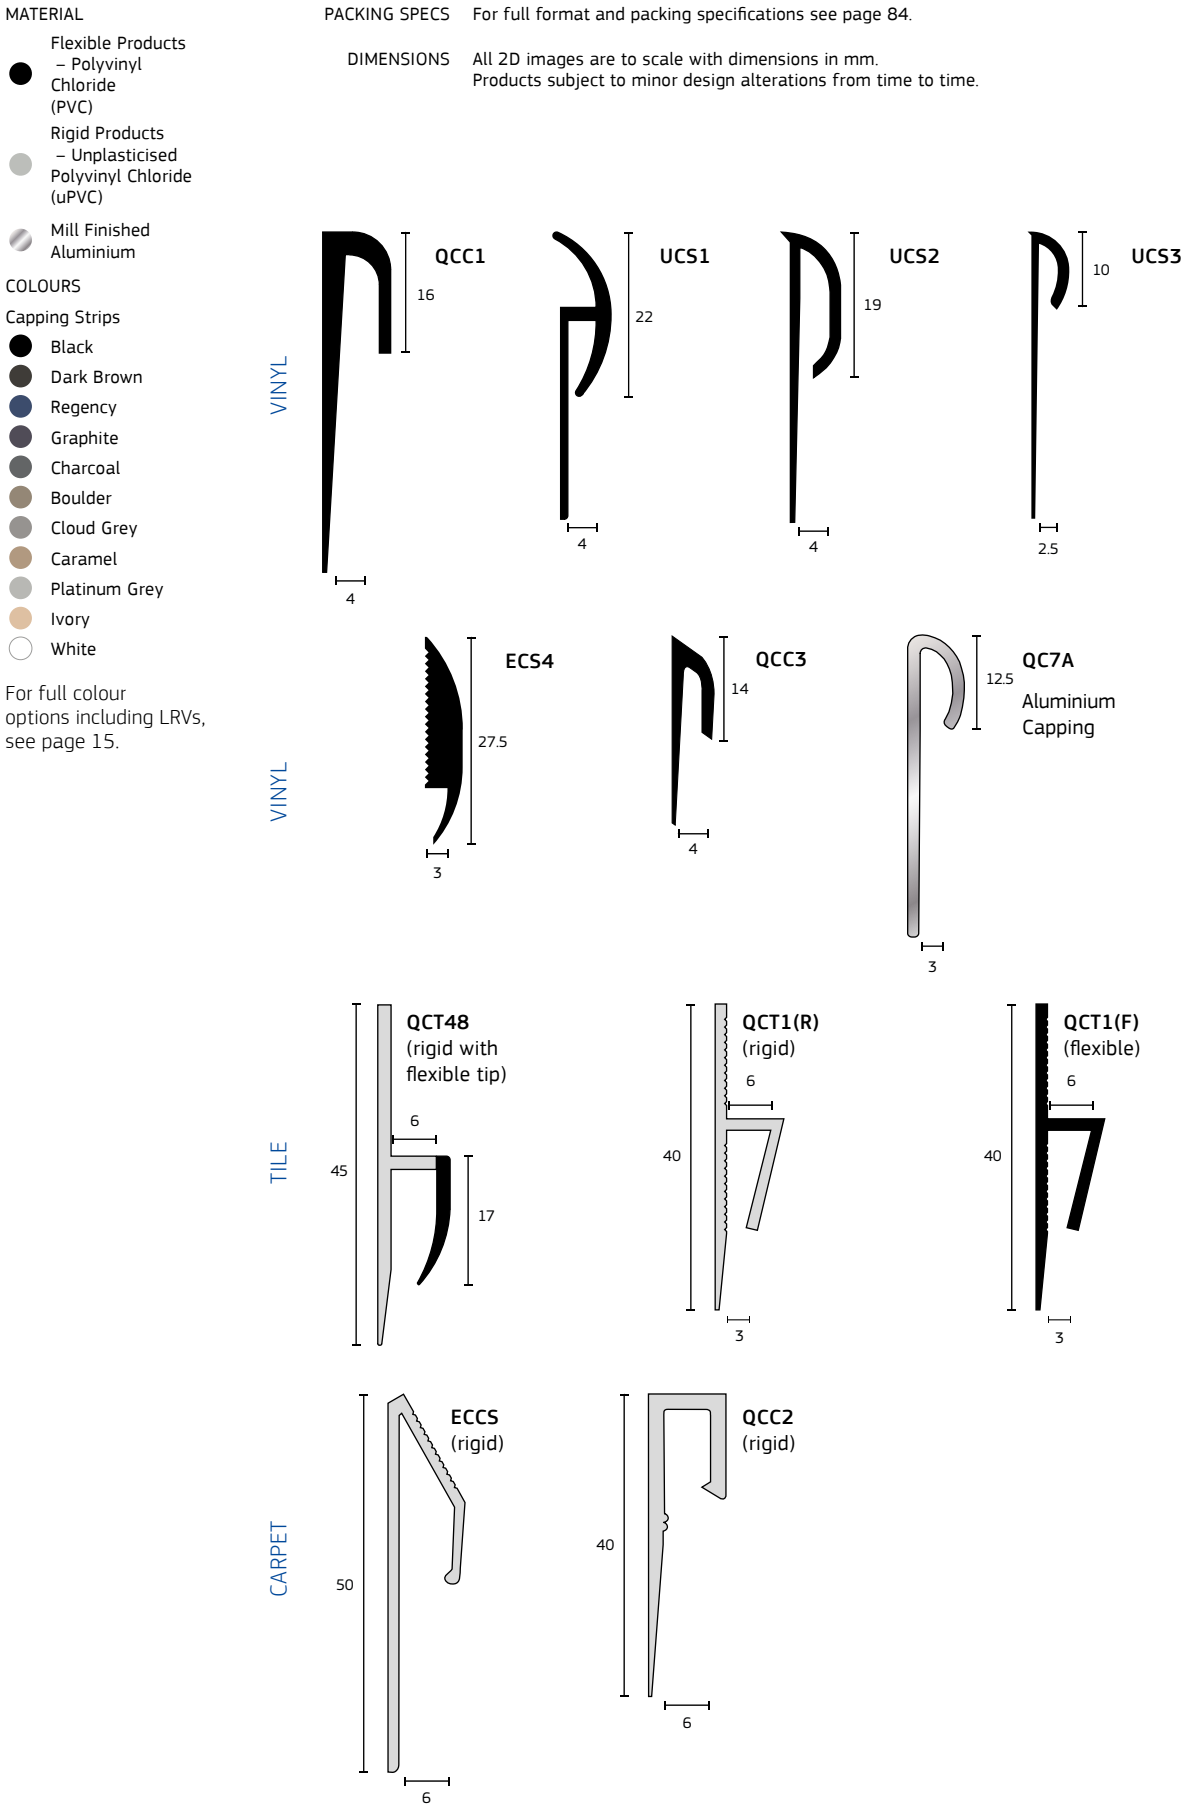 MATERIAL
Flexible Products
– Polyvinyl
Chloride
(PVC)
Rigid Products
– Unplasticised
Polyvinyl Chloride
(uPVC)
Mill Finished
Aluminium
COLOURS
Capping Strips
Black
Dark Brown
Regency
Graphite
Charcoal
Boulder
Cloud Grey
Caramel
Platinum Grey
Ivory
White
For full colour
options including LRVs,
see page 15.
PACKING SPECS For full format and packing specifications see page 84.
DIMENSIONS All 2D images are to scale with dimensions in mm.
Products subject to minor design alterations from time to time.
VINYL
QCC1
16
4
UCS1
22
4
UCS2
19
4
UCS3
10
2.5
VINYL
ECS4
27.5
3
QCC3
14
4
QC7A
Aluminium
Capping
12.5
3
TILE
QCT48
(rigid with
flexible tip)
6
45
17
QCT1(R)
(rigid)
6
40
3
QCT1(F)
(flexible)
6
40
3
CARPET
ECCS
(rigid)
50
6
QCC2
(rigid)
40
6